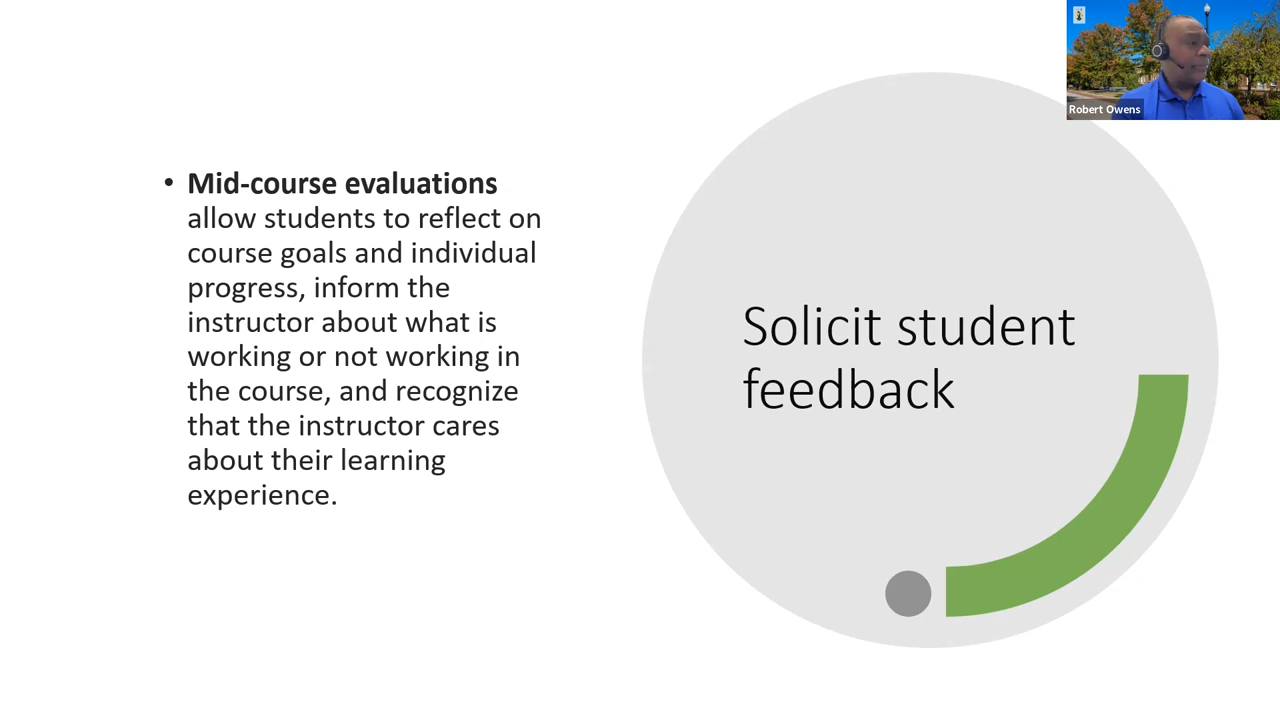 Robert Owens
• Mid-course evaluations
allow students to reflect on
course goals and individual
progress, inform the
instructor about what is
working or not working in
the course, and recognize
that the instructor cares
about their learning
experience.
Solicit student
feedback